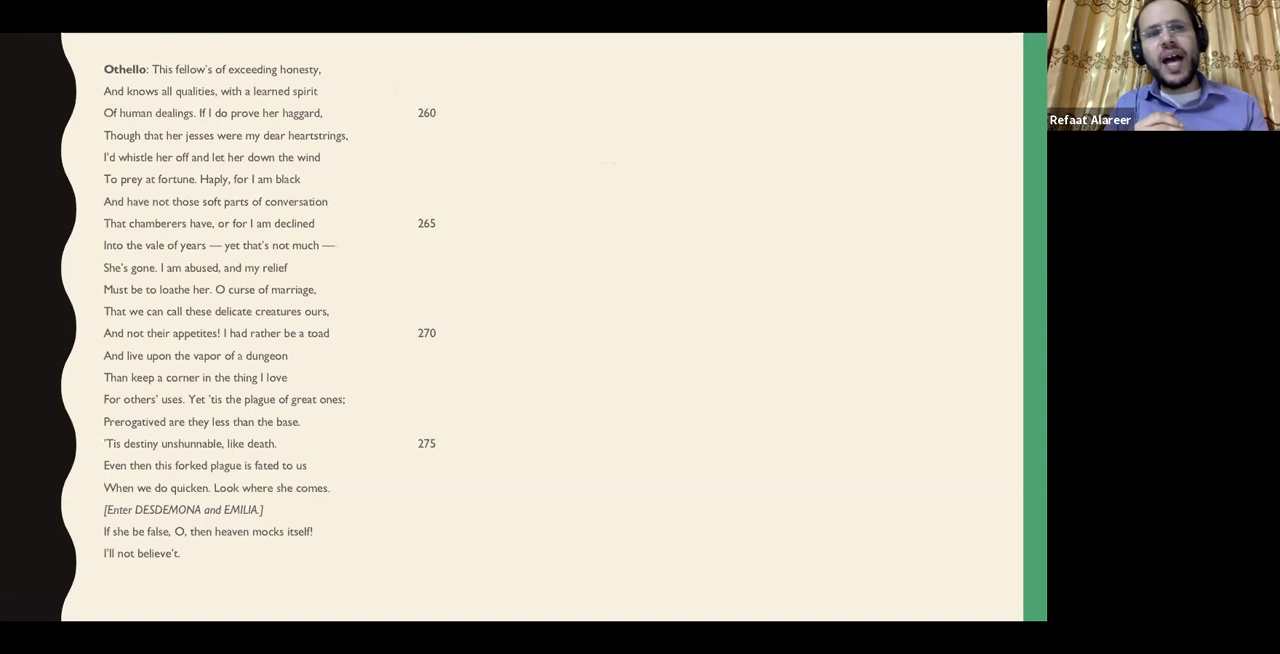 Othello: This fellow's of exceeding honesty,
And knows all qualities, with a learned spirit
Of human dealings. If I do prove her haggard, 260
Though that her jesses were my dear heartstrings,
I'd whistle her off and let her down the wind
To prey at fortune. Haply, for I am black
And have not those soft parts of conversation
That chamberers have, or for I am declined 265
Into the vale of years — yet that's not much —
She's gone. I am abused, and my relief
Must be to loathe her. O curse of marriage,
That we can call these delicate creatures ours,
And not their appetites! I had rather be a toad 270
And live upon the vapor of a dungeon
Than keep a corner in the thing I love
For others' uses. Yet 'tis the plague of great ones;
Prerogatived are they less than the base.
'Tis destiny unshunnable, like death. 275
Even then this forked plague is fated to us
When we do quicken. Look where she comes.
[Enter DESDEMONA and EMILIA.]
If she be false, O, then heaven mocks itself!
I'll not believe't.
Refaat Alareer